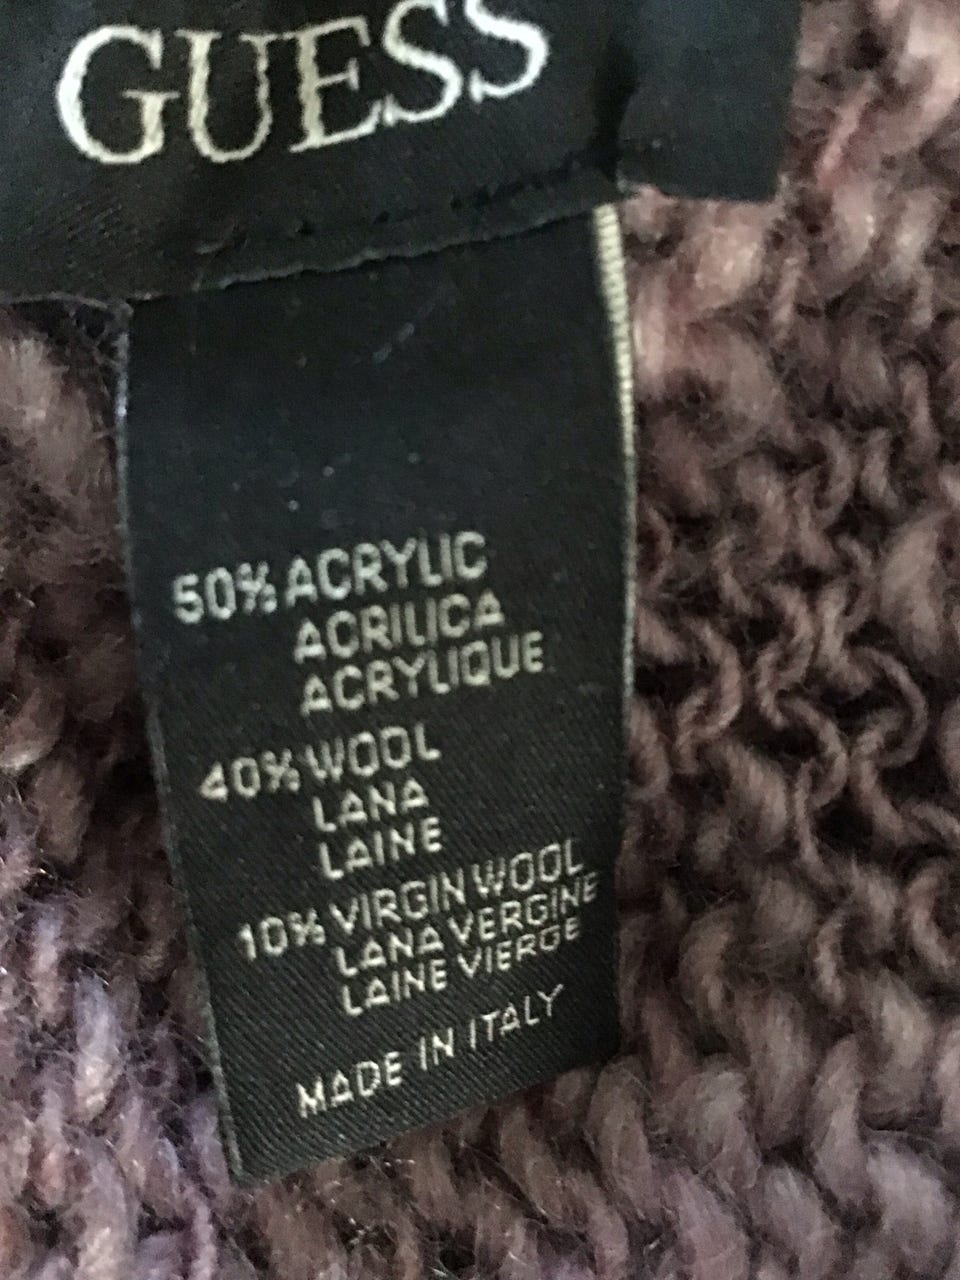 GUESS
50% ACRYLIC
ACRILICA
ACRYLIQUE
40% WOOL
LANA
LAINE
10% VIRGIN WOOL
LANA VERGINE
LAINE VIERGE
MADE IN ITALY